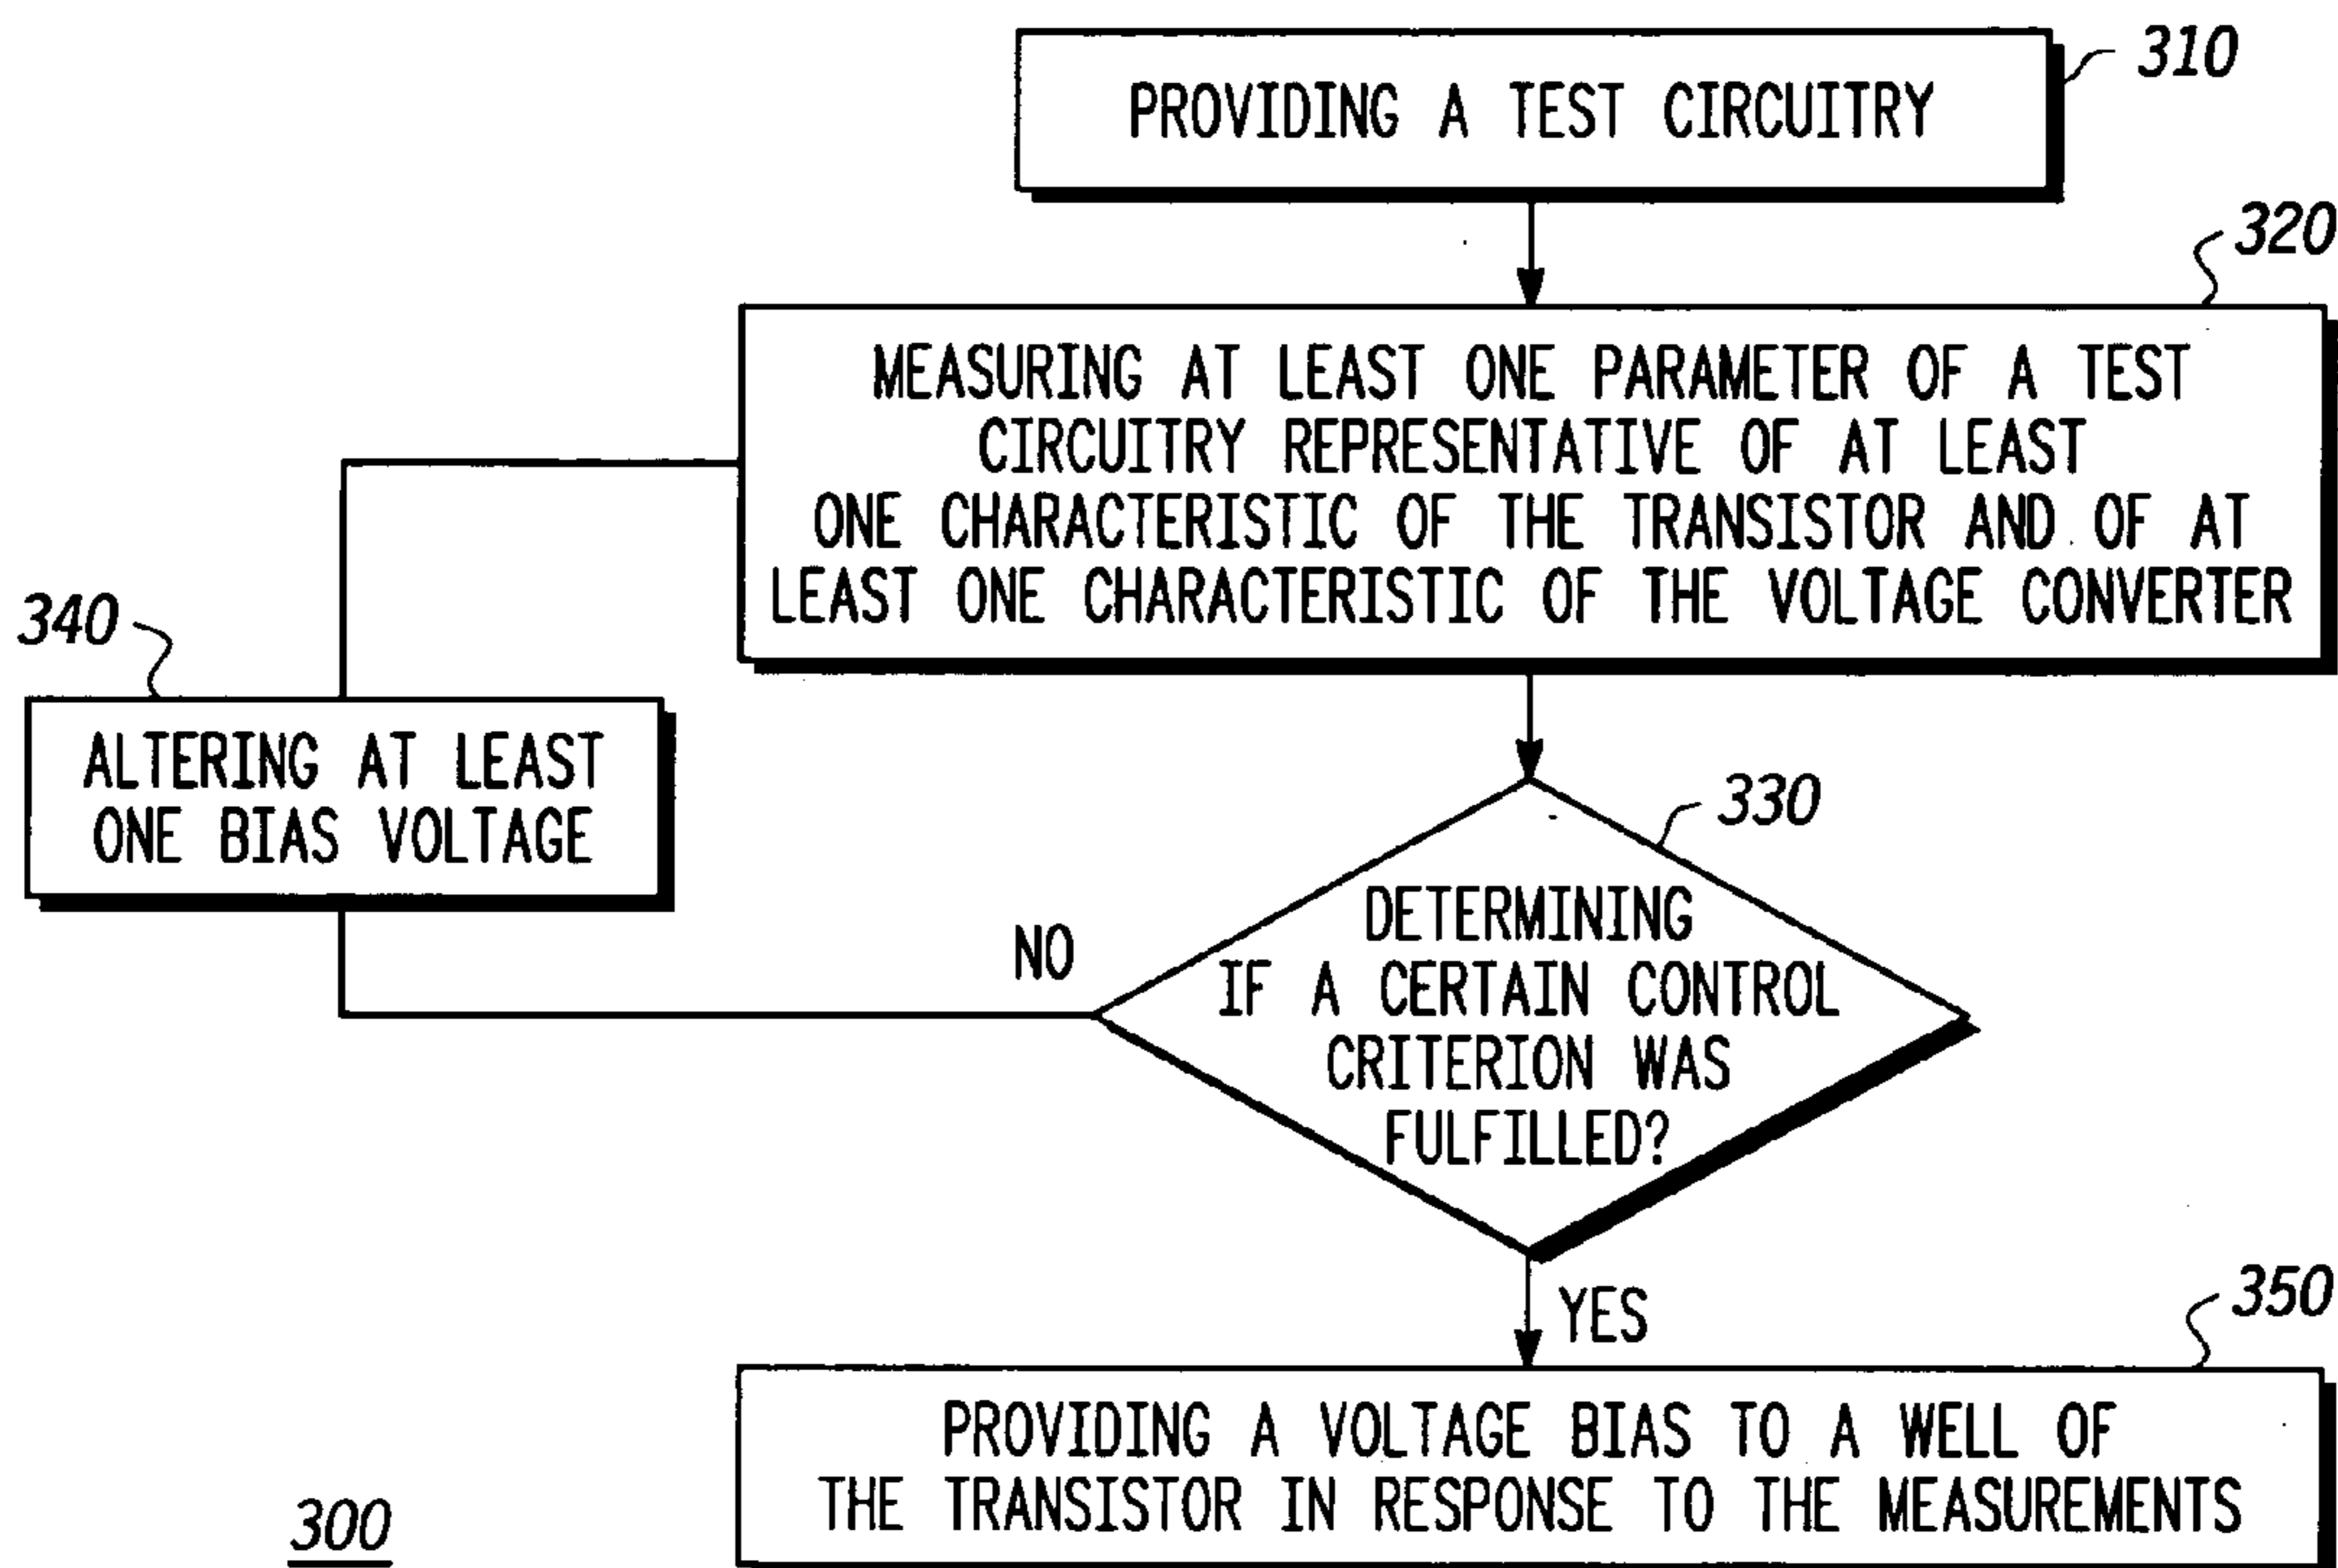 310
PROVIDING A TEST CIRCUITRY
320
MEASURING AT LEAST ONE PARAMETER OF A TEST
CIRCUITRY REPRESENTATIVE OF AT LEAST
ONE CHARACTERISTIC OF THE TRANSISTOR AND OF AT
LEAST ONE CHARACTERISTIC OF THE VOLTAGE CONVERTER
340
ALTERING AT LEAST
ONE BIAS VOLTAGE
330
DETERMINING
IF A CERTAIN CONTROL
CRITERION WAS
FULFILLED?
NO
YES
350
PROVIDING A VOLTAGE BIAS TO A WELL OF
THE TRANSISTOR IN RESPONSE TO THE MEASUREMENTS
300